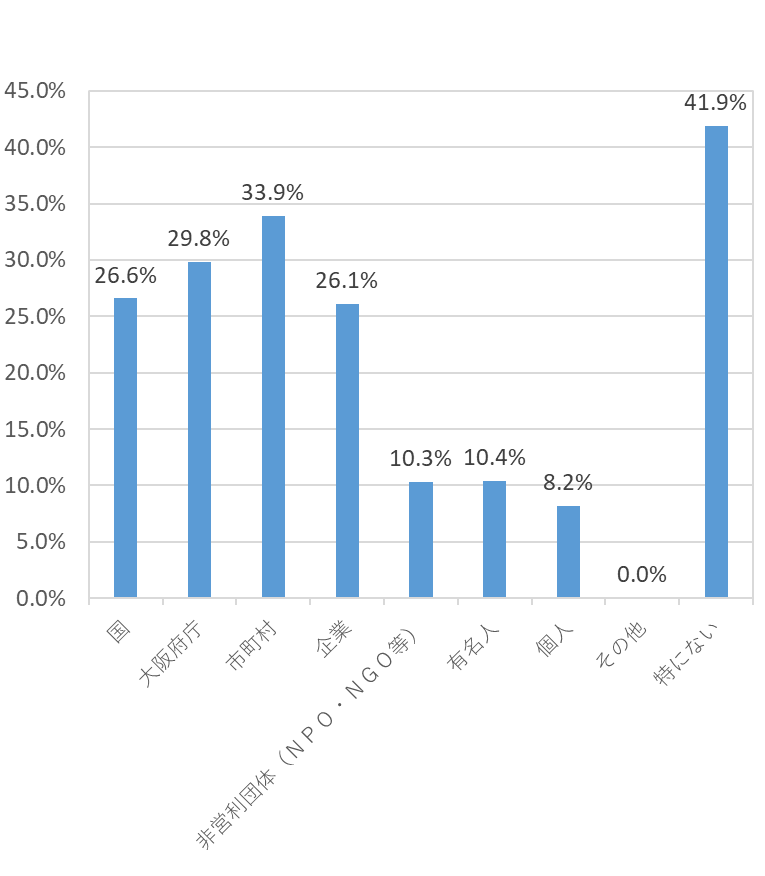 45.0%
40.0%
35.0%
30.0%
25.0%
20.0%
15.0%
10.0%
5.0%
0.0%
26.6%
29.8%
33.9%
26.1%
10.3%
10.4%
8.2%
0.0%
41.9%
国
大阪府庁
市町村
企業
非営利団体（ＮＰＯ・ＮＧＯ等）
有名人
個人
その他
特にない